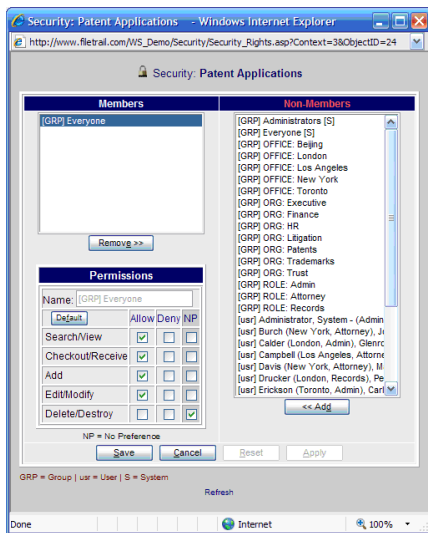 Security: Patent Applications - Windows Internet Explorer
http://www.filetrail.com/WS_Demo/Security/Security_Rights.asp?Context=3&ObjectID=24
Security: Patent Applications
Members
[GRP] Everyone
Remove >>
Permissions
Name: [GRP] Everyone
Default Allow Deny NP
Search/View
Checkout/Receive
Add
Edit/Modify
Delete/Destroy
NP = No Preference
Non-Members
[GRP] Administrators [S]
[GRP] Everyone [S]
[GRP] OFFICE: Beijing
[GRP] OFFICE: London
[GRP] OFFICE: Los Angeles
[GRP] OFFICE: New York
[GRP] OFFICE: Toronto
[GRP] ORG: Executive
[GRP] ORG: Finance
[GRP] ORG: HR
[GRP] ORG: Litigation
[GRP] ORG: Patents
[GRP] ORG: Trademarks
[GRP] ORG: Trust
[GRP] ROLE: Admin
[GRP] ROLE: Attorney
[GRP] ROLE: Records
[usr] Administrator, System - (Admin
[usr] Burch (New York, Attorney), J
[usr] Calder (London, Admin), Glenro
[usr] Campbell (Los Angeles, Attorne
[usr] Davis (New York, Attorney), M
[usr] Drucker (London, Records), Pe
[usr] Erickson (Toronto, Admin), Carl
<< Add
Save Cancel Reset Apply
GRP = Group | usr = User | S = System
Refresh
Done Internet 100%